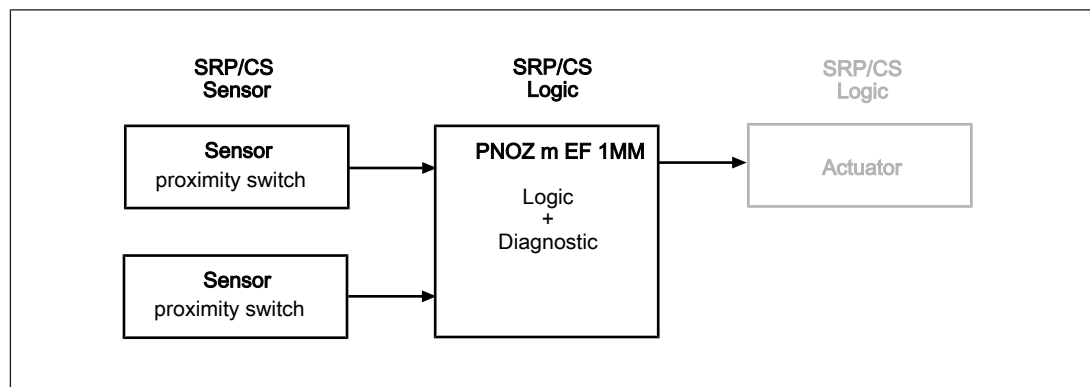 SRP/CS
Sensor
SRP/CS
Logic
SRP/CS
Logic
Sensor
proximity switch
PNOZ m EF 1MM
Logic
+
Diagnostic
Actuator
Sensor
proximity switch